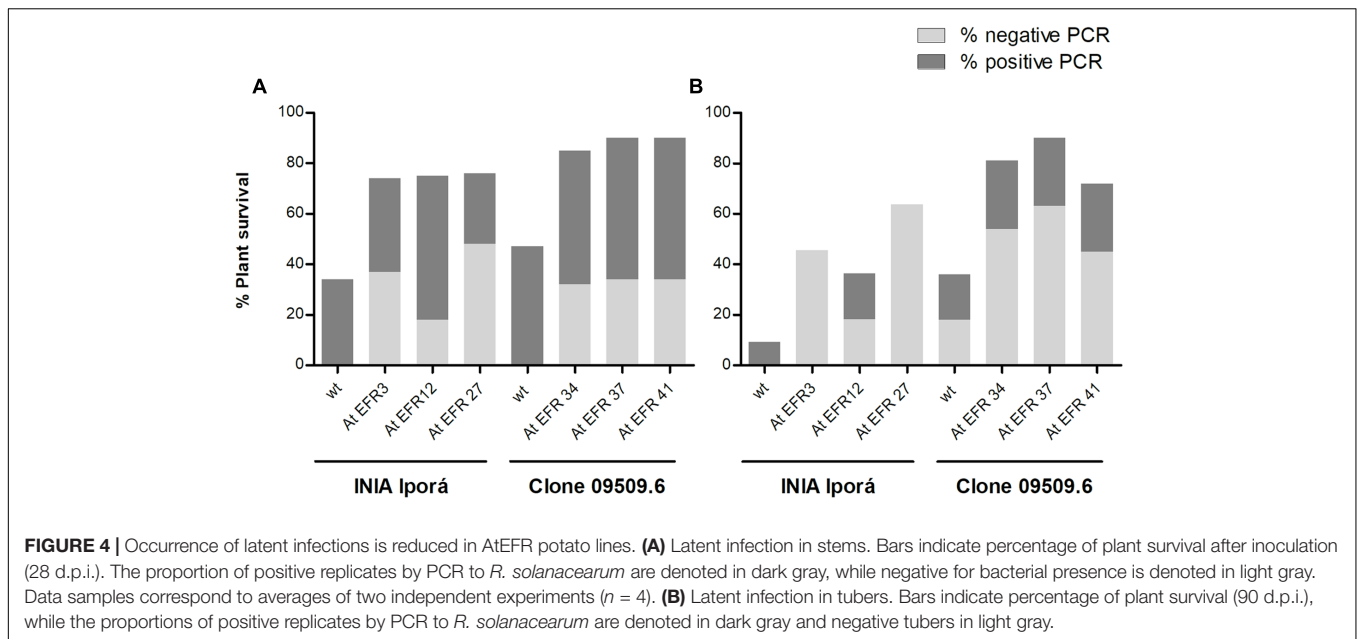 % negative PCR
% positive PCR
A
B
% Plant survival
100
80
60
40
20
0
wt
At EFR3
At EFR12
At EFR 27
wt
At EFR 34
At EFR 37
At EFR 41
INIA Iporá
Clone 09509.6
100
80
60
40
20
0
wt
At EFR3
At EFR12
At EFR 27
wt
At EFR 34
At EFR 37
At EFR 41
INIA Iporá
Clone 09509.6
FIGURE 4 | Occurrence of latent infections is reduced in AtEFR potato lines. (A) Latent infection in stems. Bars indicate percentage of plant survival after inoculation
(28 d.p.i.). The proportion of positive replicates by PCR to R. solanacearum are denoted in dark gray, while negative for bacterial presence is denoted in light gray.
Data samples correspond to averages of two independent experiments (n = 4). (B) Latent infection in tubers. Bars indicate percentage of plant survival (90 d.p.i.),
while the proportions of positive replicates by PCR to R. solanacearum are denoted in dark gray and negative tubers in light gray.